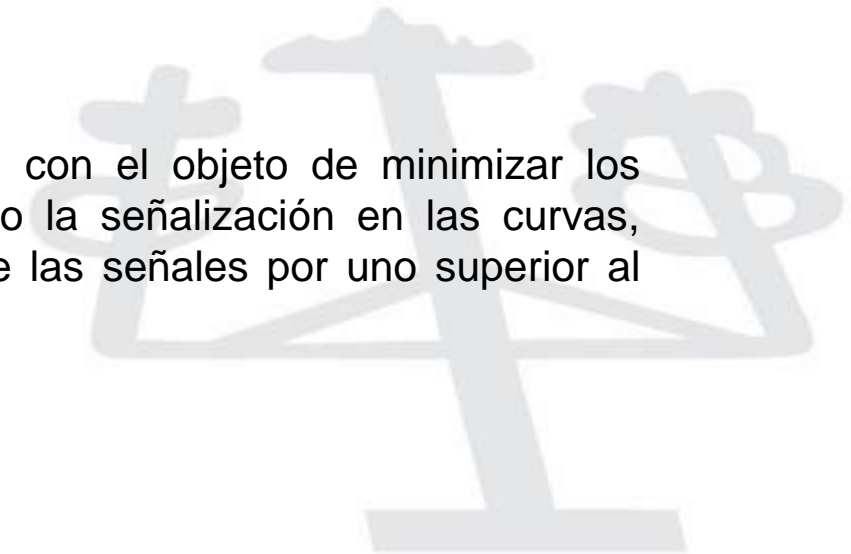 con el objeto de minimizar los
o la señalización en las curvas,
e las señales por uno superior al